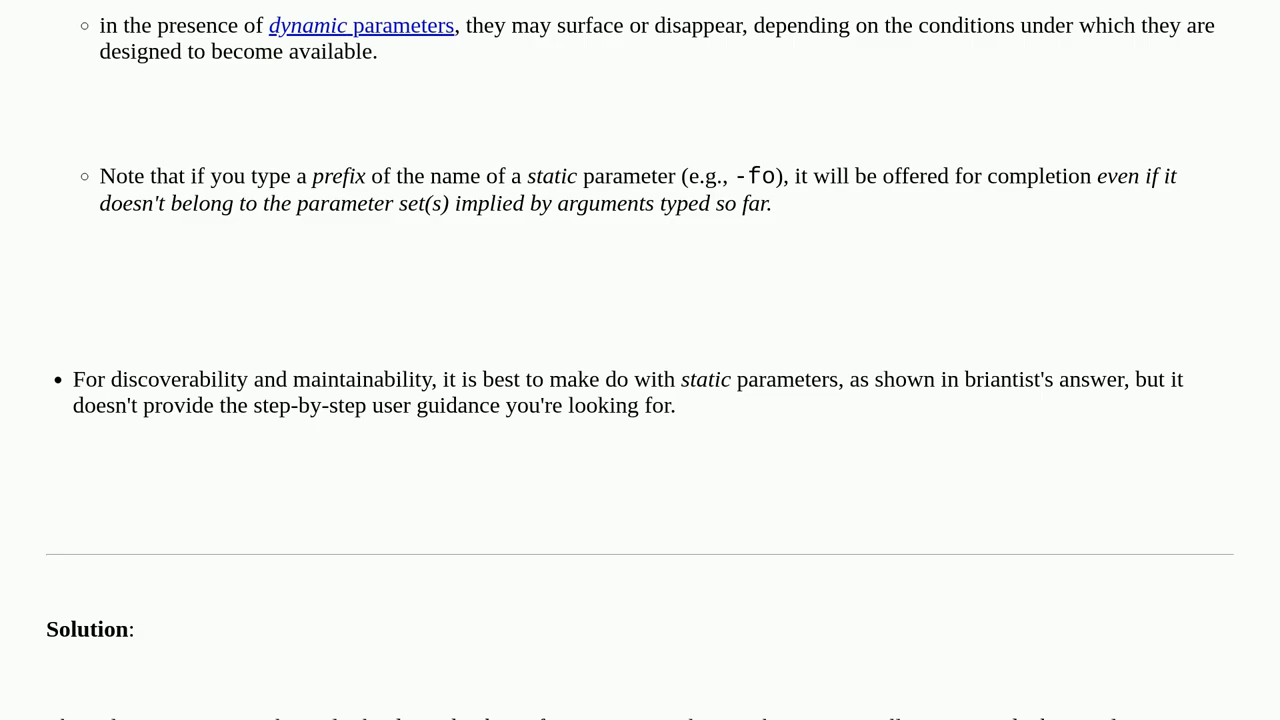 in the presence of dynamic parameters, they may surface or disappear, depending on the conditions under which they are
designed to become available.
Note that if you type a prefix of the name of a static parameter (e.g., -fo), it will be offered for completion even if it
doesn't belong to the parameter set(s) implied by arguments typed so far.
For discoverability and maintainability, it is best to make do with static parameters, as shown in briantist's answer, but it
doesn't provide the step-by-step user guidance you're looking for.
Solution: